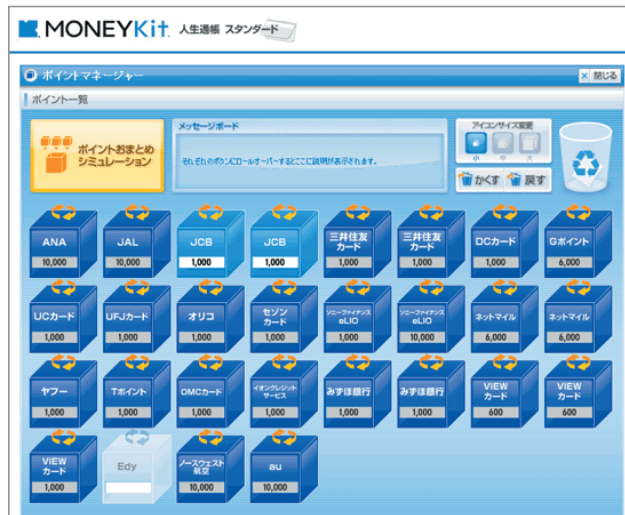 MONEYKit 人生通帳 スタンダード
ポイントマネージャー
× 閉じる
ポイント一覧
ポイントおまとめ
シミュレーション
メッセージボード
それぞれのボタンにロールオーバーするとここに説明が表示されます。
アイコンサイズ変更
小 中 大
かくす 戻す
ANA
10,000
JAL
10,000
JCB
1,000
JCB
1,000
三井住友
カード
1,000
三井住友
カード
1,000
DCカード
1,000
Gポイント
6,000
UCカード
1,000
UFJカード
1,000
オリコ
1,000
セゾン
カード
1,000
ソニーファイナンス
eLIO
1,000
ソニーファイナンス
eLIO
10,000
ネットマイル
6,000
ネットマイル
6,000
ヤフー
1,000
Tポイント
1,000
OMCカード
1,000
イオンクレジット
サービス
1,000
みずほ銀行
1,000
みずほ銀行
1,000
VIEW
カード
600
VIEW
カード
600
VIEW
カード
1,000
Edy
ノースウェスト
航空
10,000
au
10,000